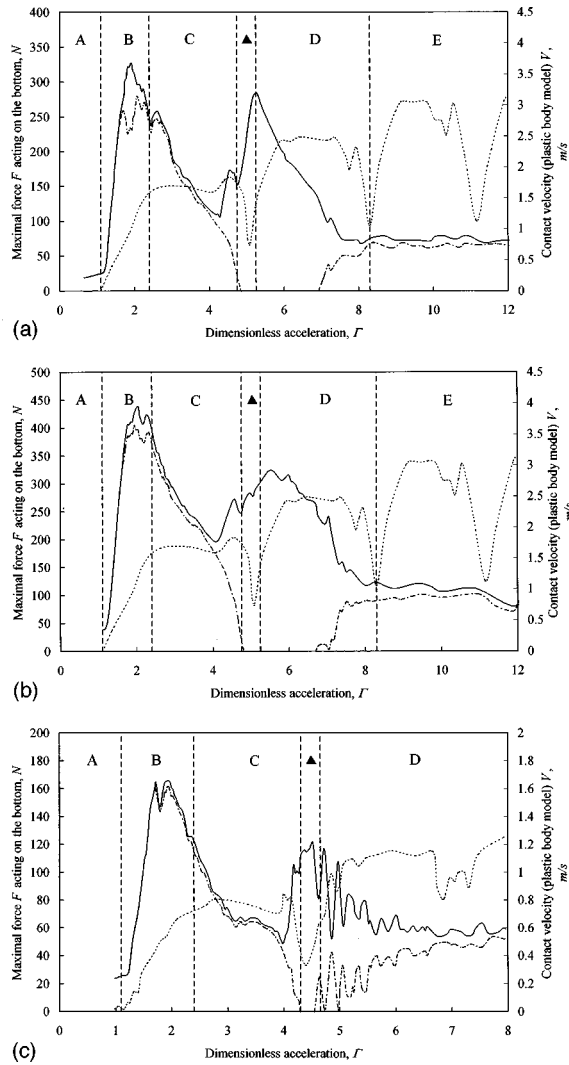 400 4.5
A B C ▲ D E
350 4
300 3.5
250 3
200 2.5
150 2
100 1.5
50 1
0 0.5
0
Maximal force F acting on the bottom, N
Contact velocity (plastic body model) V,
m/s
0 2 4 6 8 10 12
(a) Dimensionless acceleration, Γ
500 4.5
A B C ▲ D E
450 4
400 3.5
350 3
300 2.5
250 2
200 1.5
150 1
100 0.5
50 0
0
Maximal force F acting on the bottom, N
Contact velocity (plastic body model) V,
m/s
0 2 4 6 8 10 12
(b) Dimensionless acceleration, Γ
200 2
A B C ▲ D
180 1.8
160 1.6
140 1.4
120 1.2
100 1
80 0.8
60 0.6
40 0.4
20 0.2
0 0
Maximal force F acting on the bottom, N
Contact velocity (plastic body model) V,
m/s
0 1 2 3 4 5 6 7 8
(c) Dimensionless acceleration, Γ